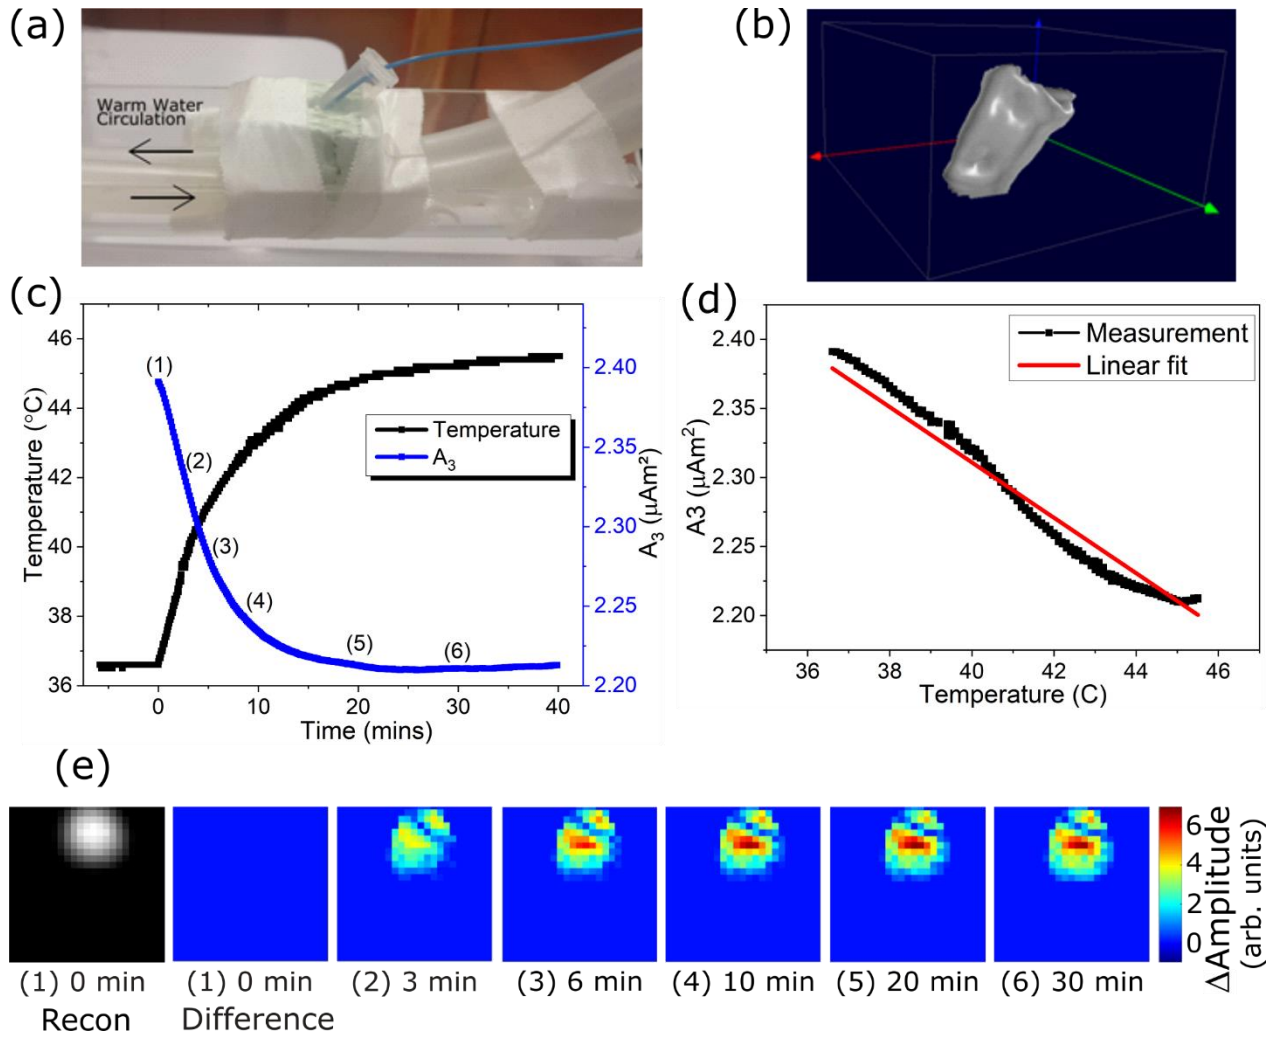 (a)
Warm Water
Circulation
(b)
(c)
46
44
42
40
38
36
Temperature (°C)
(1)
(2)
(3)
(4)
(5)
(6)
Temperature
A₃
2.40
2.35
2.30
2.25
2.20
A₃ (µAm²)
0
10
20
30
40
Time (mins)
(d)
2.40
2.35
2.30
2.25
2.20
A3 (µAm²)
Measurement
Linear fit
36
38
40
42
44
46
Temperature (C)
(e)
6
4
2
0
ΔAmplitude
(arb. units)
(1) 0 min
(1) 0 min
(2) 3 min
(3) 6 min
(4) 10 min
(5) 20 min
(6) 30 min
Recon
Difference